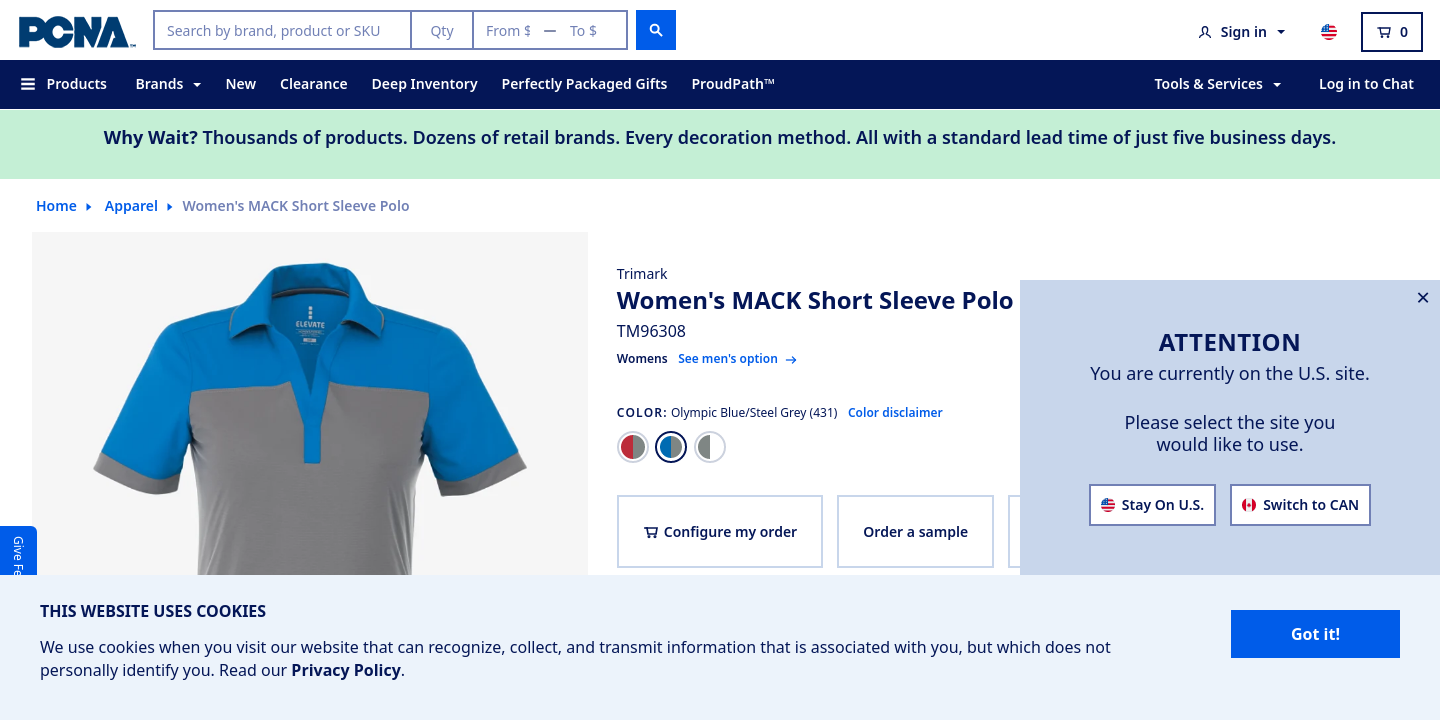 PCNA
Search by brand, product or SKU
Qty
From $
To $
Sign in
0
Products
Brands
New
Clearance
Deep Inventory
Perfectly Packaged Gifts
ProudPath™
Tools & Services
Log in to Chat
Why Wait? Thousands of products. Dozens of retail brands. Every decoration method. All with a standard lead time of just five business days.
Home
Apparel
Women's MACK Short Sleeve Polo
ELEVATE
Trimark
Women's MACK Short Sleeve Polo
TM96308
Womens
See men's option
COLOR: Olympic Blue/Steel Grey (431)
Color disclaimer
Configure my order
Order a sample
ATTENTION
You are currently on the U.S. site.
Please select the site you
would like to use.
Stay On U.S.
Switch to CAN
Give Fe
THIS WEBSITE USES COOKIES
We use cookies when you visit our website that can recognize, collect, and transmit information that is associated with you, but which does not
personally identify you. Read our Privacy Policy.
Got it!